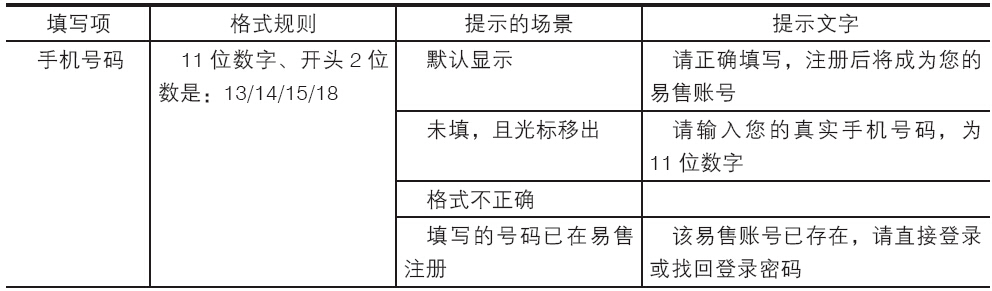 填写项 格式规则 提示的场景 提示文字
手机号码 11 位数字、开头 2 位 默认显示 请正确填写，注册后将成为您的
数是：13/14/15/18 易售账号
未填，且光标移出 请输入您的真实手机号码，为
11 位数字
格式不正确
填写的号码已在易售 该易售账号已存在，请直接登录
注册 或找回登录密码